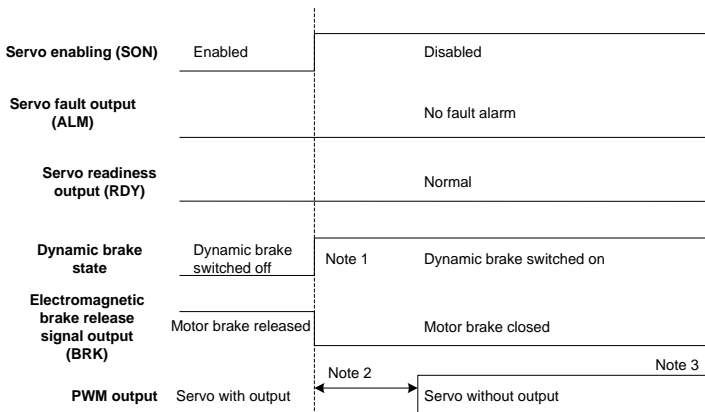 Servo enabling (SON) Enabled Disabled
Servo fault output
(ALM)
No fault alarm
Servo readiness
output (RDY)
Normal
Dynamic brake
state
Dynamic brake
switched off
Note 1
Dynamic brake switched on
Electromagnetic
brake release
signal output
(BRK)
Motor brake released
Motor brake closed
Note 2
Note 3
PWM output Servo with output Servo without output